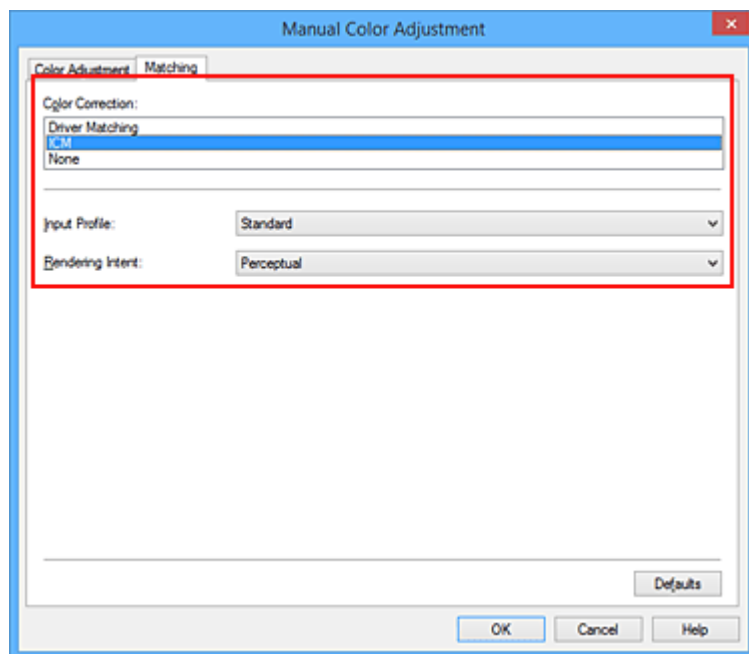 Manual Color Adjustment
Color Adjustment Matching
Color Correction:
Driver Matching
ICM
None
Input Profile: Standard
Rendering Intent: Perceptual
Defaults
OK Cancel Help